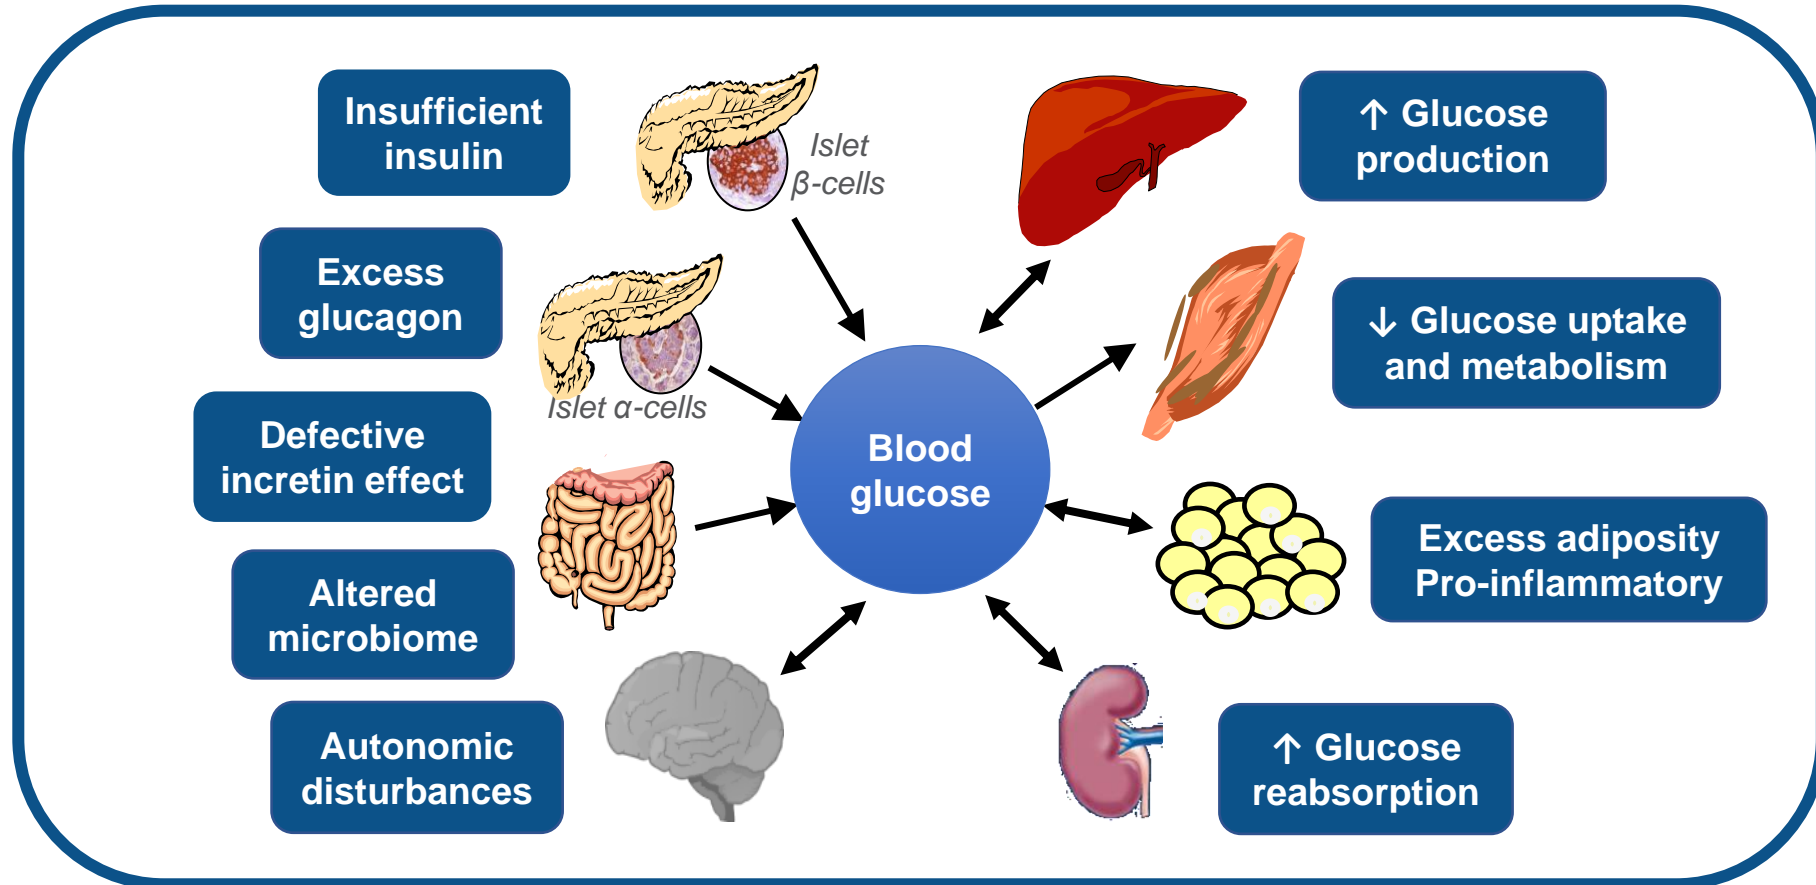 Insufficient
insulin
Islet
β-cells
Excess
glucagon
Islet α-cells
Defective
incretin effect
Altered
microbiome
Autonomic
disturbances
Blood
glucose
↑ Glucose
production
↓ Glucose uptake
and metabolism
Excess adiposity
Pro-inflammatory
↑ Glucose
reabsorption